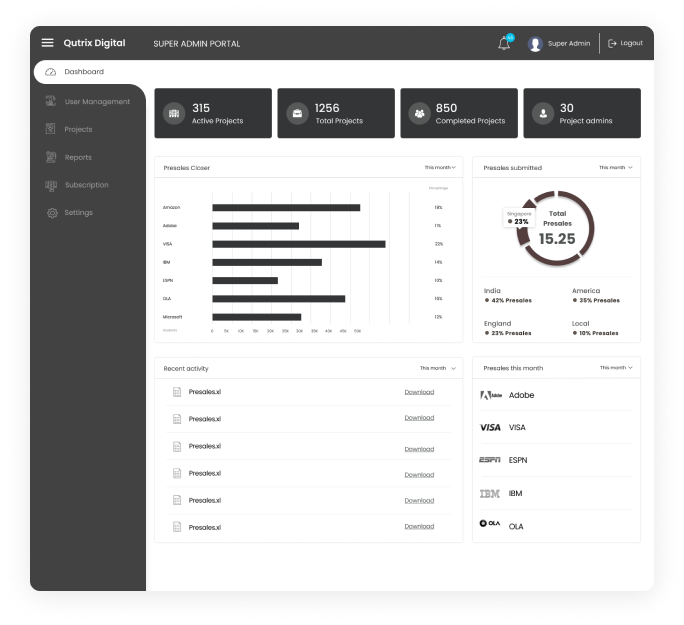 Qutrix Digital
SUPER ADMIN PORTAL
Super Admin
Logout
Dashboard
User Management
Projects
Reports
Subscription
Settings
315
Active Projects
1256
Total Projects
850
Completed Projects
30
Project admins
Presales Closer
This month
Percentage
Amazon
Adobe
VISA
22%
IBM
14%
ESPN
10%
OLA
Microsoft
12%
0 5K 10K 15K 20K 25K 30K 35K 40K 45K 50K
Presales submitted
This month
Singapore
23%
Total
Presales
15.25
India
42% Presales
America
35% Presales
England
23% Presales
Local
10% Presales
Recent activity
This month
Presales.xl
Download
Presales.xl
Download
Presales.xl
Download
Presales.xl
Download
Presales.xl
Download
Presales.xl
Download
Presales this month
This month
Adobe
Adobe
VISA
VISA
ESPN
ESPN
IBM
IBM
OLA
OLA